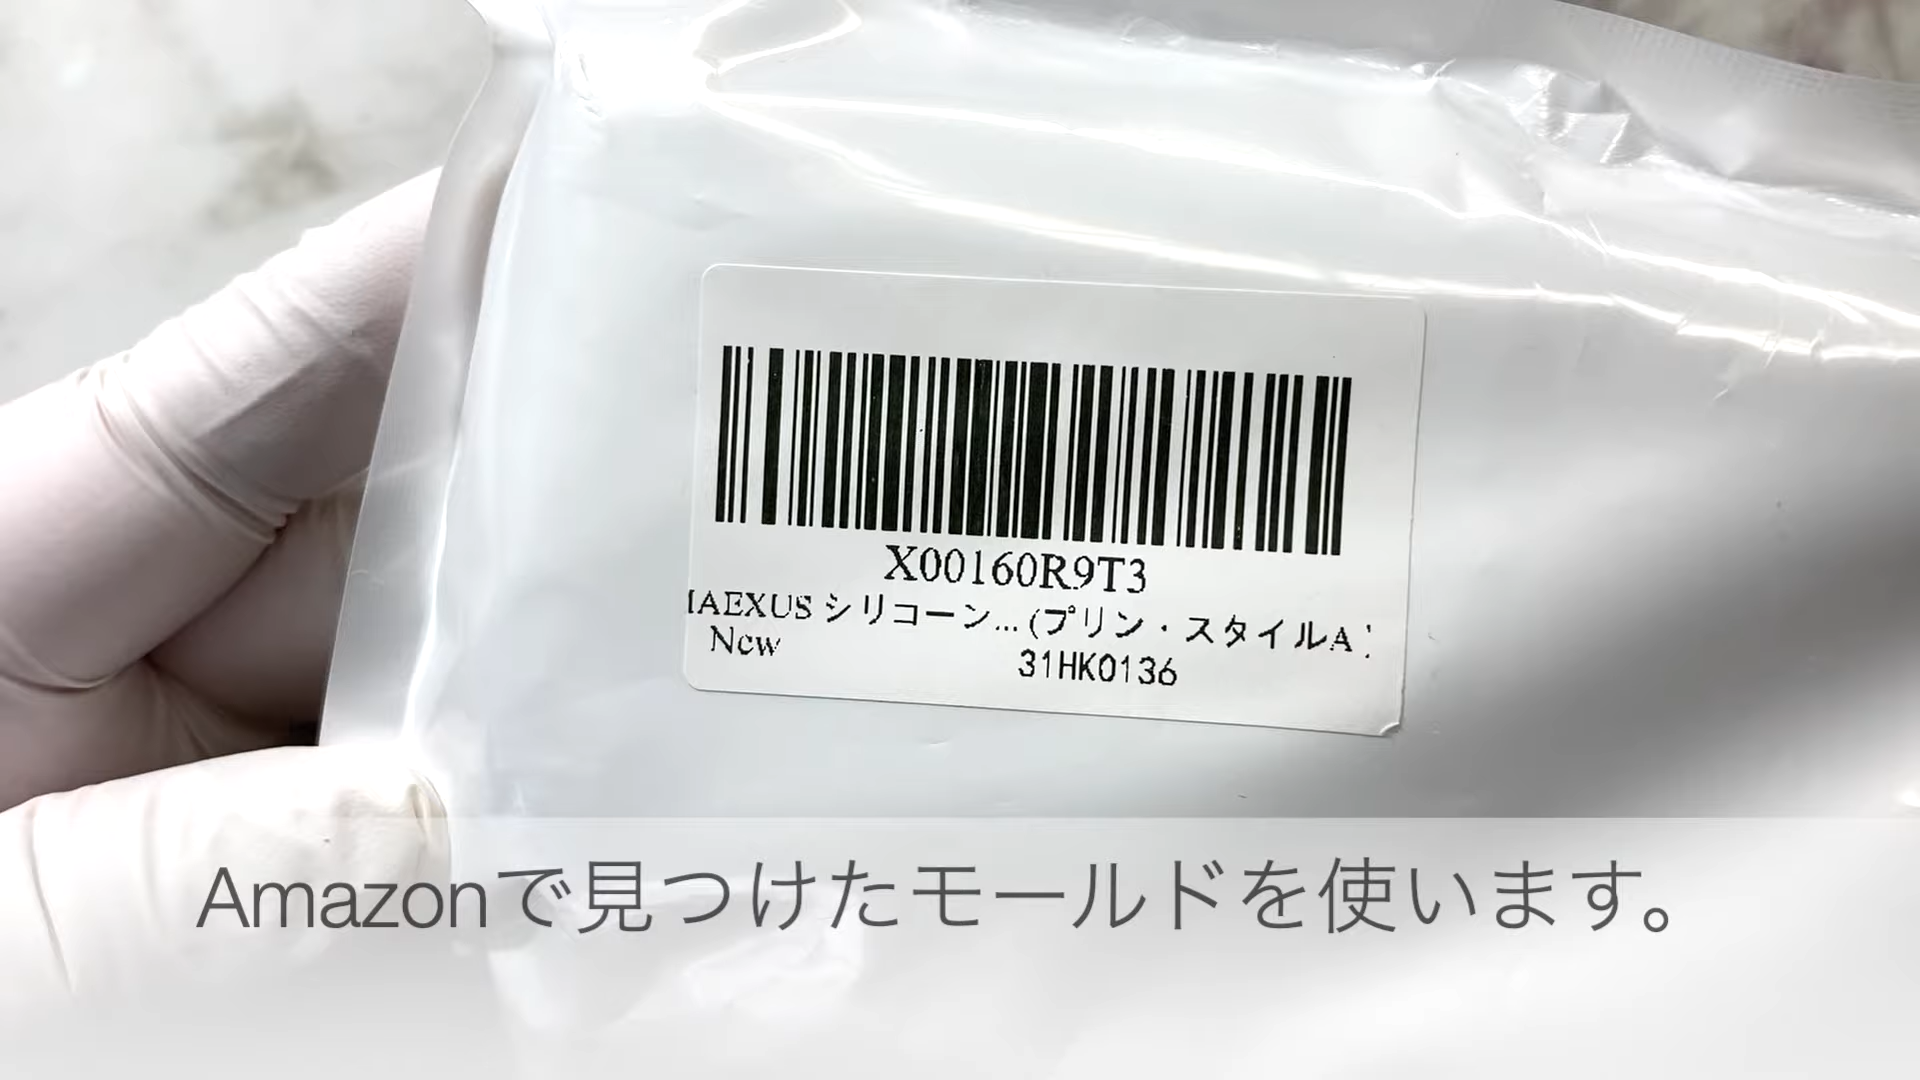 X00160R9T3
IAEXUS シリコーン... (プリン・スタイルA
New
31HK0136
Amazonで見つけたモールドを使います。